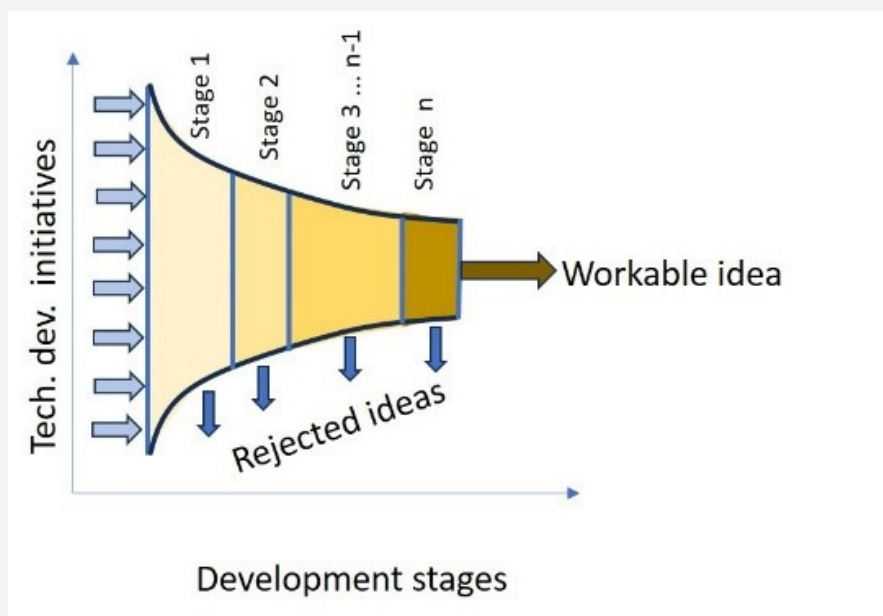 Stage 1
Stage 2
Stage 3 ... n-1
Stage n
Tech. dev. initiatives
Workable idea
Rejected ideas
Development stages